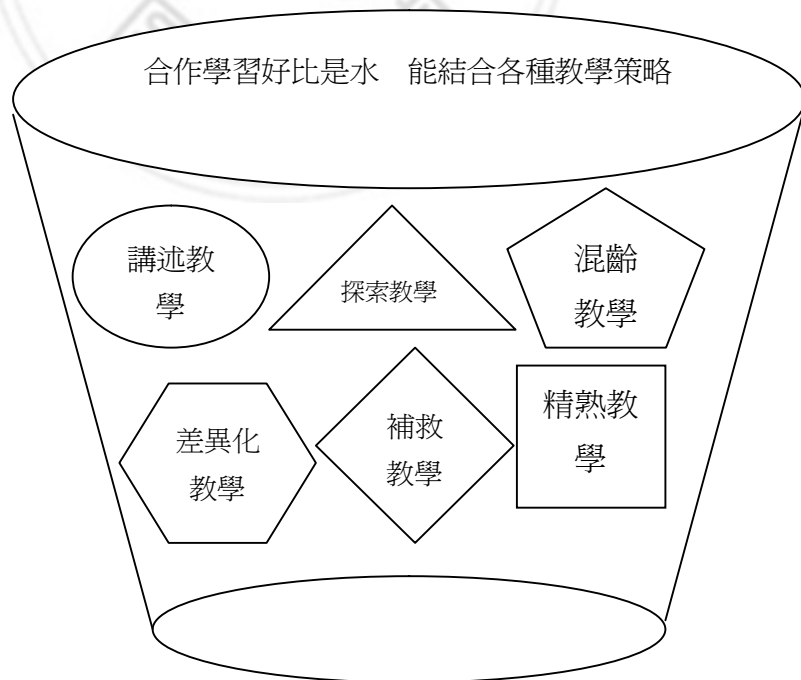 合作學習好比是水　能結合各種教學策略
講述教
學
探索教學
混齡
教學
差異化
教學
補救
教學
精熟教
學